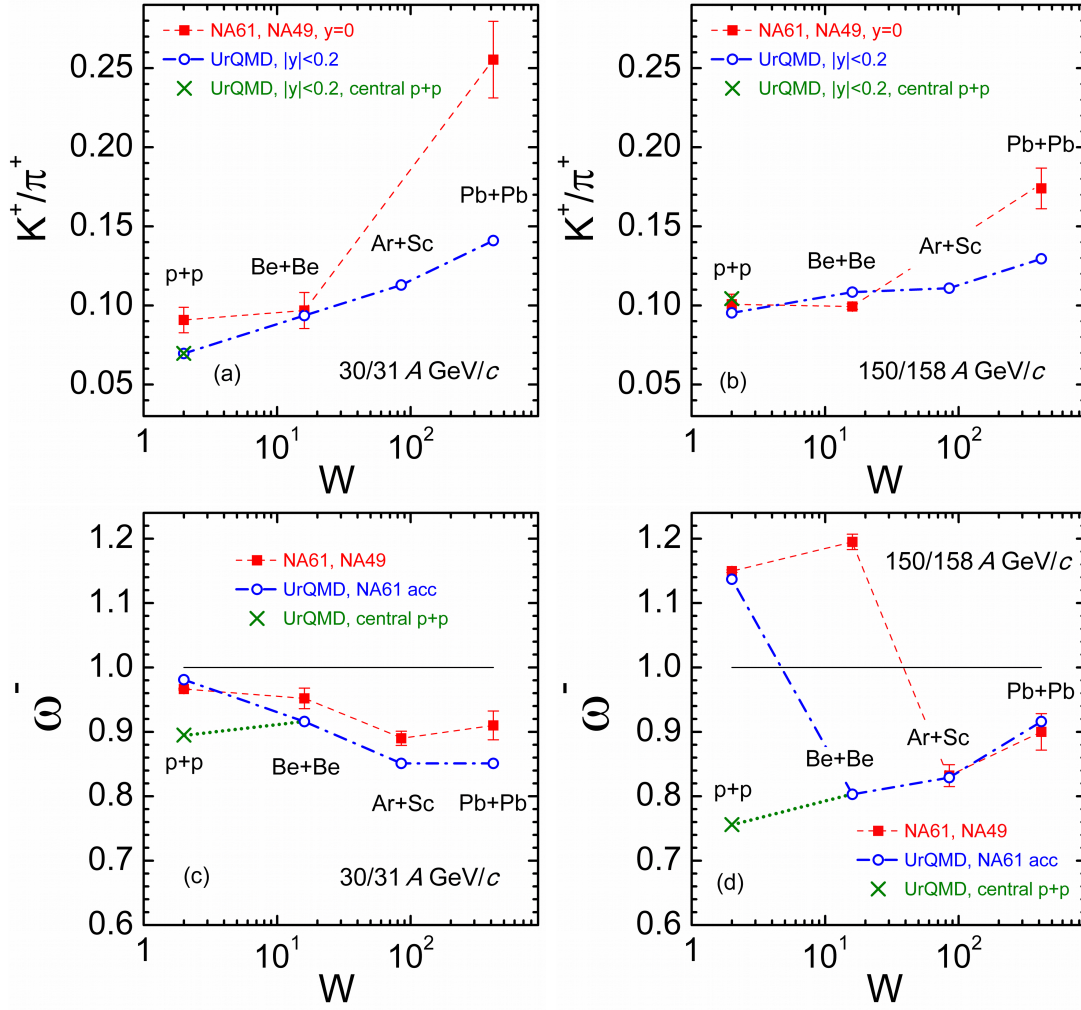 NA61, NA49, y=0
UrQMD, |y|<0.2
UrQMD, |y|<0.2, central p+p
0.25
0.20
0.15
0.10
0.05
K⁺/π⁺
Pb+Pb
Ar+Sc
Be+Be
p+p
(a)
30/31 A GeV/c
1
10¹
10²
W
NA61, NA49, y=0
UrQMD, |y|<0.2
UrQMD, |y|<0.2, central p+p
0.25
0.20
0.15
0.10
0.05
K⁺/π⁺
Pb+Pb
Ar+Sc
Be+Be
p+p
(b)
150/158 A GeV/c
1
10¹
10²
W
1.2
1.1
1.0
0.9
0.8
0.7
0.6
ω⁻
NA61, NA49
UrQMD, NA61 acc
UrQMD, central p+p
p+p
Be+Be
Ar+Sc
Pb+Pb
(c)
30/31 A GeV/c
1
10¹
10²
W
1.2
1.1
1.0
0.9
0.8
0.7
0.6
ω⁻
150/158 A GeV/c
Pb+Pb
Ar+Sc
Be+Be
p+p
NA61, NA49
UrQMD, NA61 acc
UrQMD, central p+p
(d)
1
10¹
10²
W